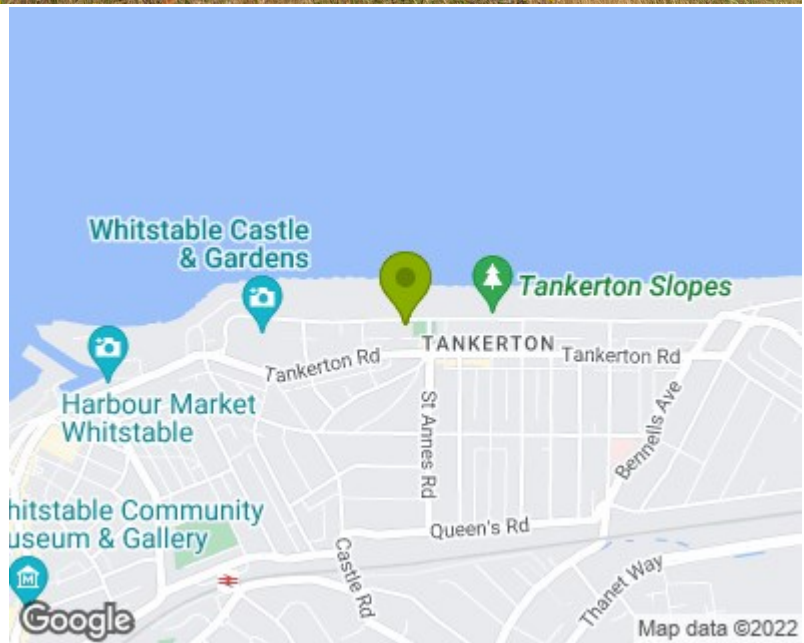 Whitstable Castle
& Gardens
Tankerton Slopes
TANKERTON
Tankerton Rd
Tankerton Rd
Harbour Market
Whitstable
St Annes Rd
Bennells Ave
hitstable Community
useum & Gallery
Queen's Rd
Castle Rd
Thanet Way
Google
Map data ©2022